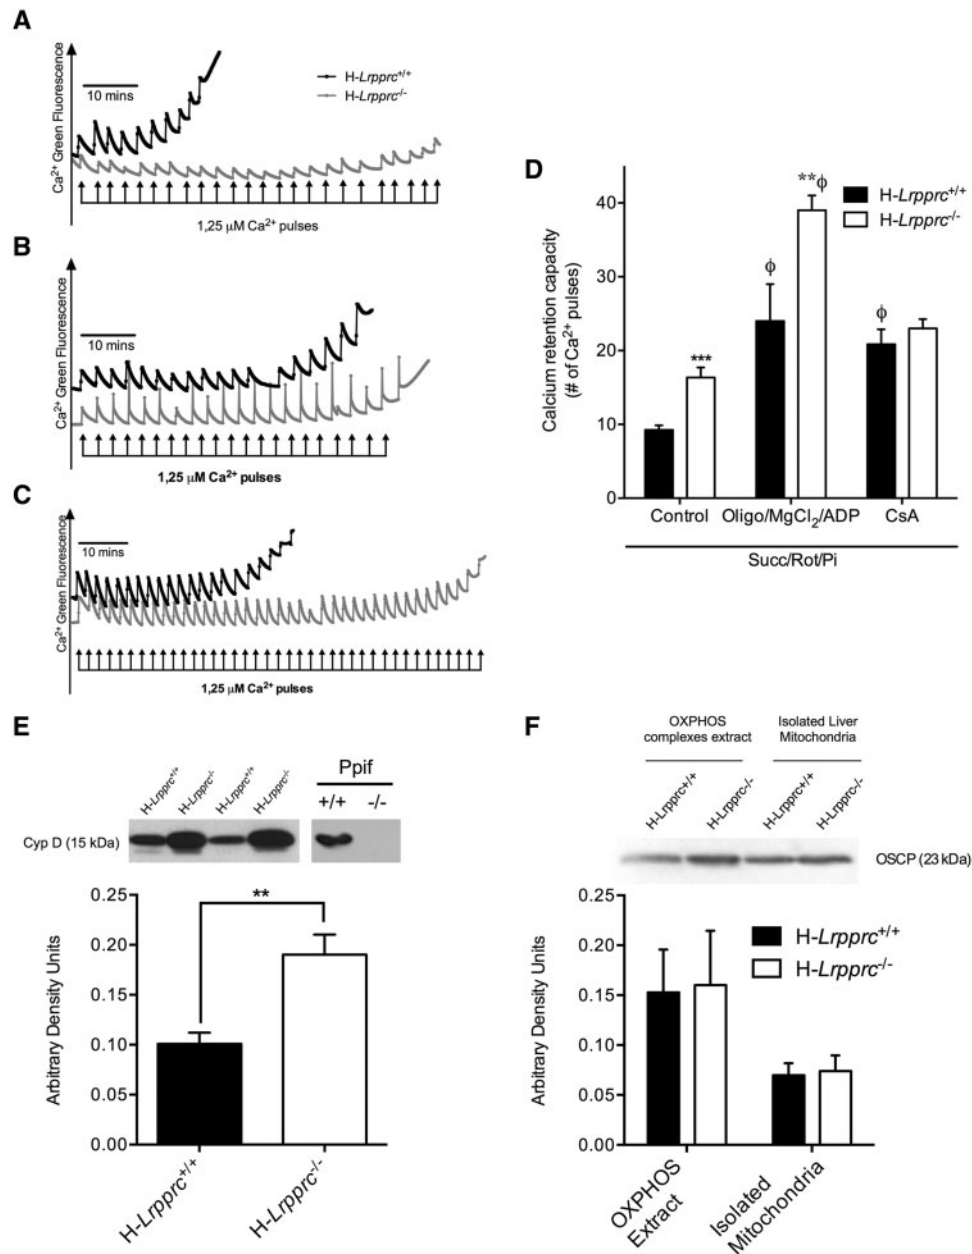 A
Ca²⁺ Green Fluorescence
10 mins
H-Lrpprc⁺/⁺
H-Lrpprc⁻/⁻
1,25 μM Ca²⁺ pulses
B
Ca²⁺ Green Fluorescence
10 mins
1,25 μM Ca²⁺ pulses
C
Ca²⁺ Green Fluorescence
10 mins
1,25 μM Ca²⁺ pulses
D
Calcium retention capacity
(# of Ca²⁺ pulses)
40
30
20
10
0
***
ϕ
**ϕ
ϕ
H-Lrpprc⁺/⁺
H-Lrpprc⁻/⁻
Control
Oligo/MgCl₂/ADP
CsA
Succ/Rot/Pi
E
H-Lrpprc⁺/⁺
H-Lrpprc⁻/⁻
H-Lrpprc⁺/⁺
H-Lrpprc⁻/⁻
Ppif
+/+
-/-
Cyp D (15 kDa)
Arbitrary Density Units
0.25
0.20
0.15
0.10
0.05
0.00
**
H-Lrpprc⁺/⁺
H-Lrpprc⁻/⁻
F
OXPHOS
complexes extract
Isolated Liver
Mitochondria
H-Lrpprc+/+
H-Lrpprc-/-
H-Lrpprc+/+
H-Lrpprc-/-
OSCP (23 kDa)
Arbitrary Density Units
0.25
0.20
0.15
0.10
0.05
0.00
H-Lrpprc⁺/⁺
H-Lrpprc⁻/⁻
OXPHOS
Extract
Isolated
Mitochondria